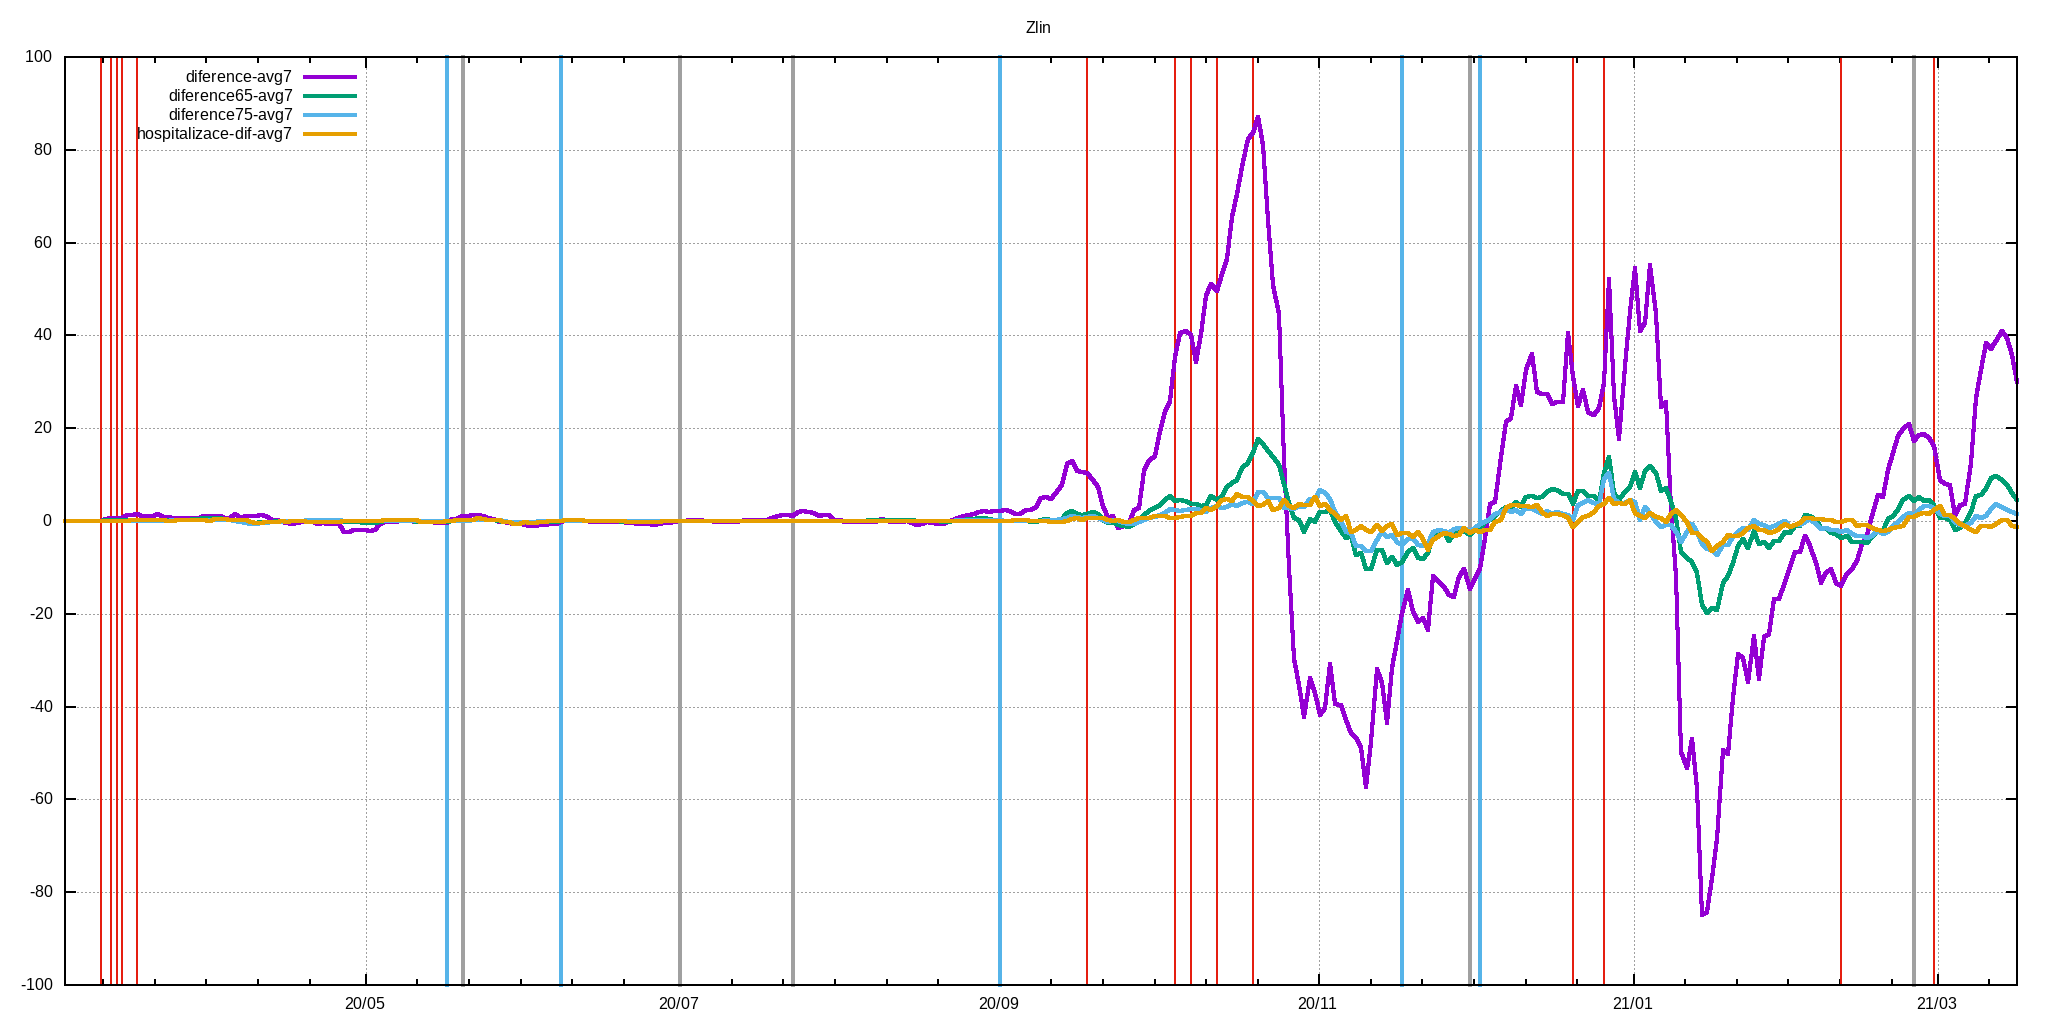 Zlin
100
diference-avg7
diference65-avg7
diference75-avg7
hospitalizace-dif-avg7
80
60
40
20
0
-20
-40
-60
-80
-100
20/05 20/07 20/09 20/11 21/01 21/03